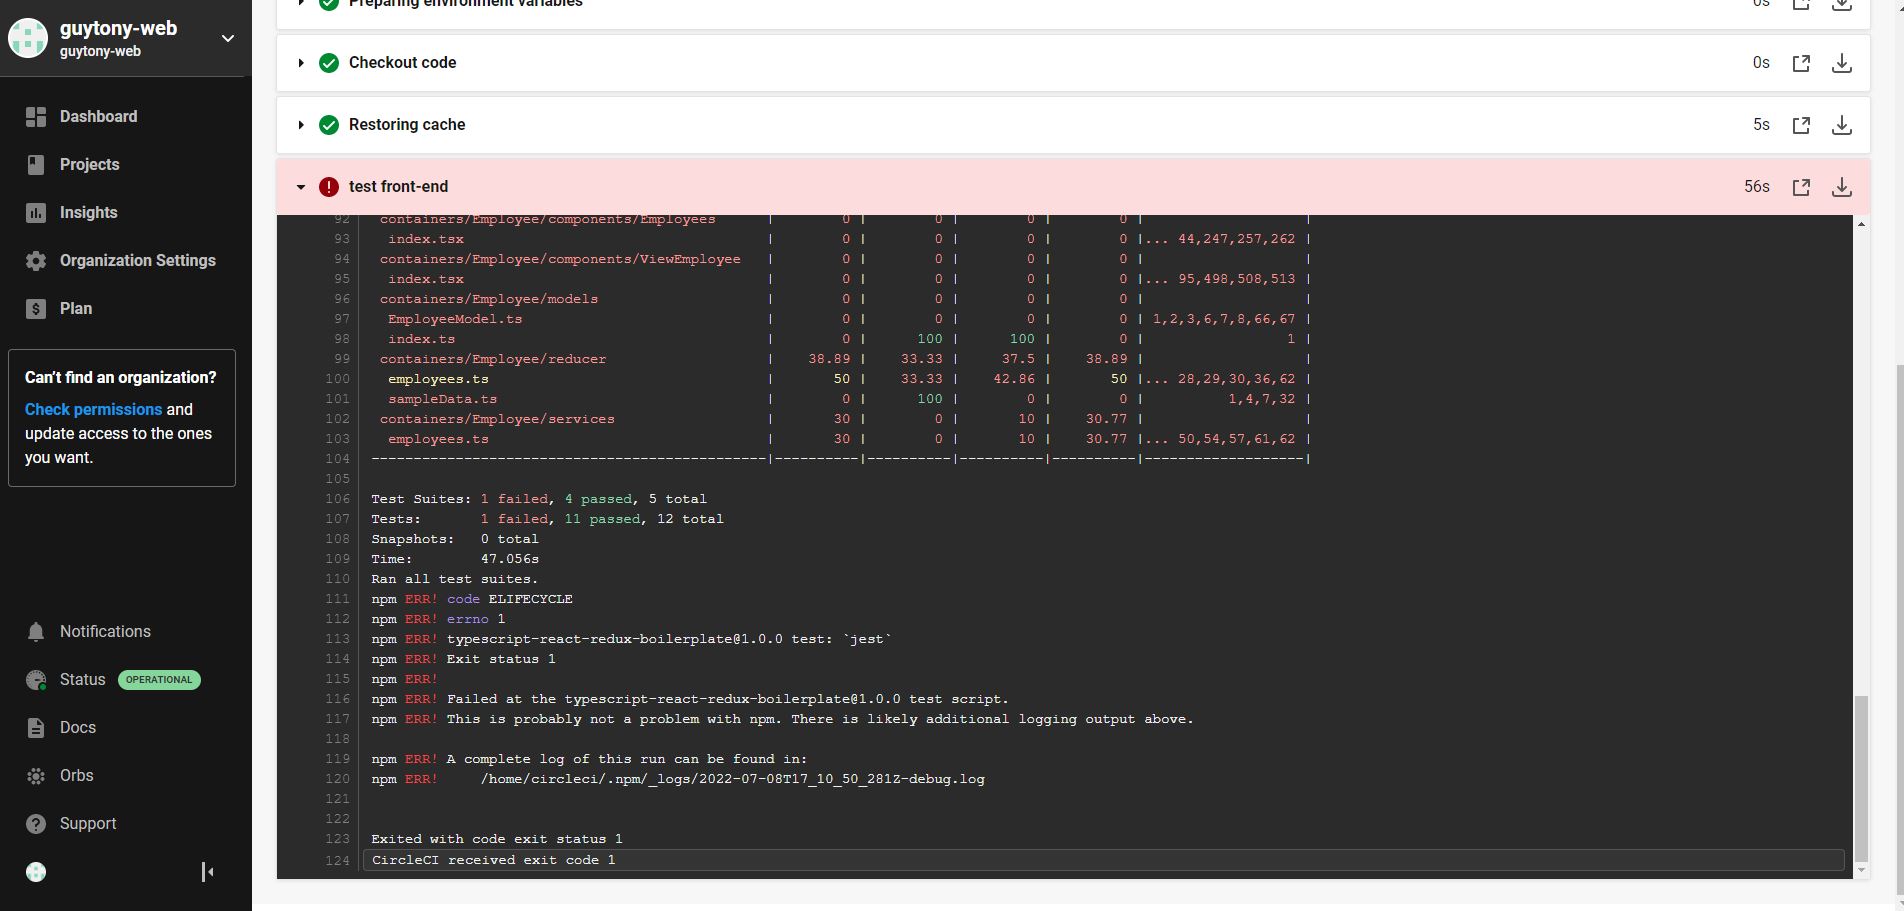 guytony-web
guytony-web
Dashboard
Projects
Insights
Organization Settings
Plan
Can't find an organization?
Check permissions and
update access to the ones
you want.
Notifications
Status OPERATIONAL
Docs
Orbs
Support
Preparing environment variables 0s
Checkout code 0s
Restoring cache 5s
test front-end 56s
92 containers/Employee/components/Employees | 0 | 0 | 0 | 0 | |
93 index.tsx | 0 | 0 | 0 | 0 |... 44,247,257,262 |
94 containers/Employee/components/ViewEmployee | 0 | 0 | 0 | 0 | |
95 index.tsx | 0 | 0 | 0 | 0 |... 95,498,508,513 |
96 containers/Employee/models | 0 | 0 | 0 | 0 | |
97 EmployeeModel.ts | 0 | 0 | 0 | 0 | 1,2,3,6,7,8,66,67 |
98 index.ts | 0 | 100 | 100 | 0 | 1 |
99 containers/Employee/reducer | 38.89 | 33.33 | 37.5 | 38.89 | |
100 employees.ts | 50 | 33.33 | 42.86 | 50 |... 28,29,30,36,62 |
101 sampleData.ts | 0 | 100 | 0 | 0 | 1,4,7,32 |
102 containers/Employee/services | 30 | 0 | 10 | 30.77 | |
103 employees.ts | 30 | 0 | 10 | 30.77 |... 50,54,57,61,62 |
104 -----------------------------------------------|----------|----------|----------|----------|-------------------|
105
106 Test Suites: 1 failed, 4 passed, 5 total
107 Tests: 1 failed, 11 passed, 12 total
108 Snapshots: 0 total
109 Time: 47.056s
110 Ran all test suites.
111 npm ERR! code ELIFECYCLE
112 npm ERR! errno 1
113 npm ERR! typescript-react-redux-boilerplate@1.0.0 test: `jest`
114 npm ERR! Exit status 1
115 npm ERR!
116 npm ERR! Failed at the typescript-react-redux-boilerplate@1.0.0 test script.
117 npm ERR! This is probably not a problem with npm. There is likely additional logging output above.
118
119 npm ERR! A complete log of this run can be found in:
120 npm ERR! /home/circleci/.npm/_logs/2022-07-08T17_10_50_281Z-debug.log
121
122
123 Exited with code exit status 1
124 CircleCI received exit code 1